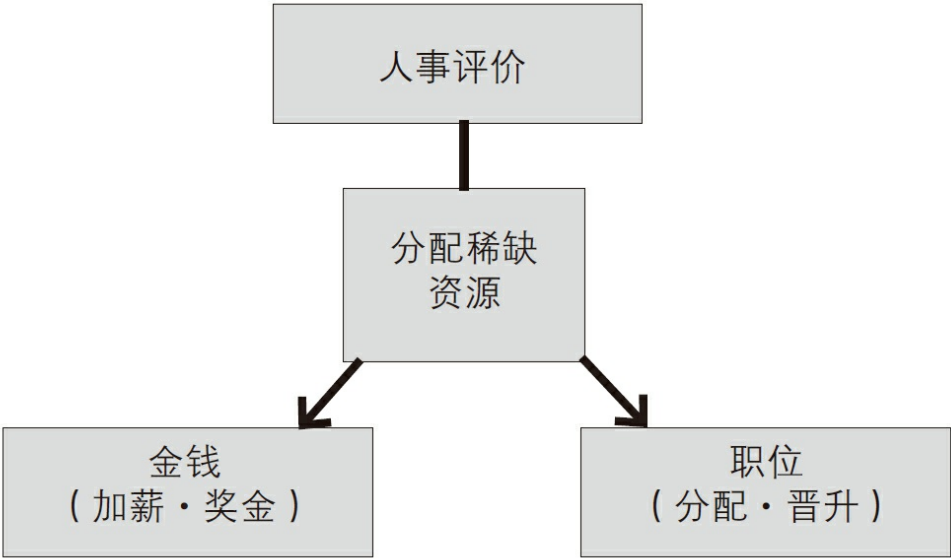 人事评价
分配稀缺
资源
金钱
（加薪・奖金）
职位
（分配・晋升）